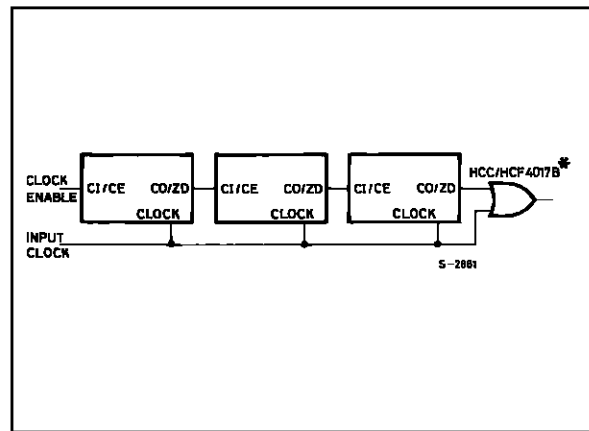 HCC/HCF4017B*
CLOCK
ENABLE
CI/CE CO/ZD CI/CE CO/ZD CI/CE CO/ZD
CLOCK CLOCK CLOCK
INPUT
CLOCK
S-2861